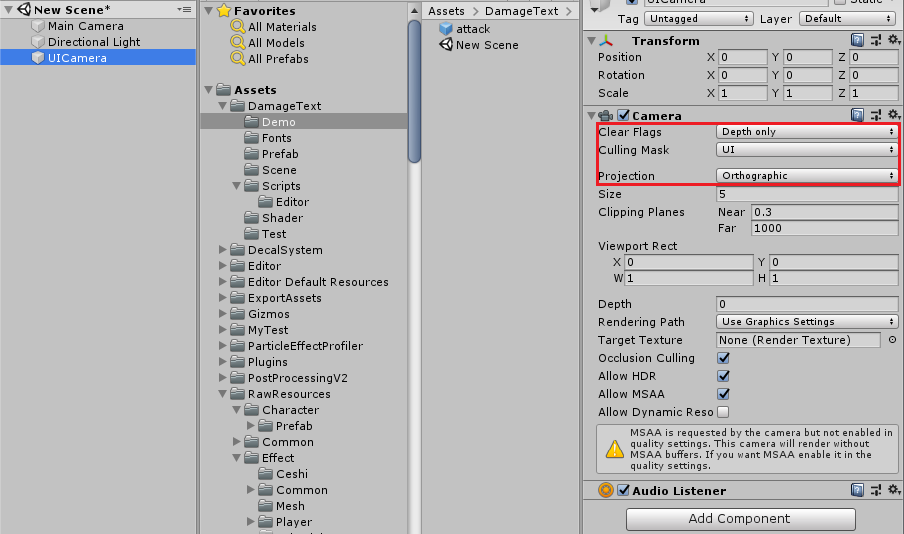 New Scene*
Main Camera
Directional Light
UICamera
Favorites
All Materials
All Models
All Prefabs
Assets
DamageText
Demo
Fonts
Prefab
Scene
Scripts
Editor
Shader
Test
DecalSystem
Editor
Editor Default Resources
ExportAssets
Gizmos
MyTest
ParticleEffectProfiler
Plugins
PostProcessingV2
RawResources
Character
Prefab
Common
Effect
Ceshi
Common
Mesh
Player
Assets DamageText
attack
New Scene
UICamera Static
Tag Untagged Layer Default
Transform
Position X 0 Y 0 Z 0
Rotation X 0 Y 0 Z 0
Scale X 1 Y 1 Z 1
Camera
Clear Flags Depth only
Culling Mask UI
Projection Orthographic
Size 5
Clipping Planes Near 0.3
Far 1000
Viewport Rect
X 0 Y 0
W 1 H 1
Depth 0
Rendering Path Use Graphics Settings
Target Texture None (Render Texture)
Occlusion Culling
Allow HDR
Allow MSAA
Allow Dynamic Reso
MSAA is requested by the camera but not enabled in
quality settings. This camera will render without
MSAA buffers. If you want MSAA enable it in the
quality settings.
Audio Listener
Add Component